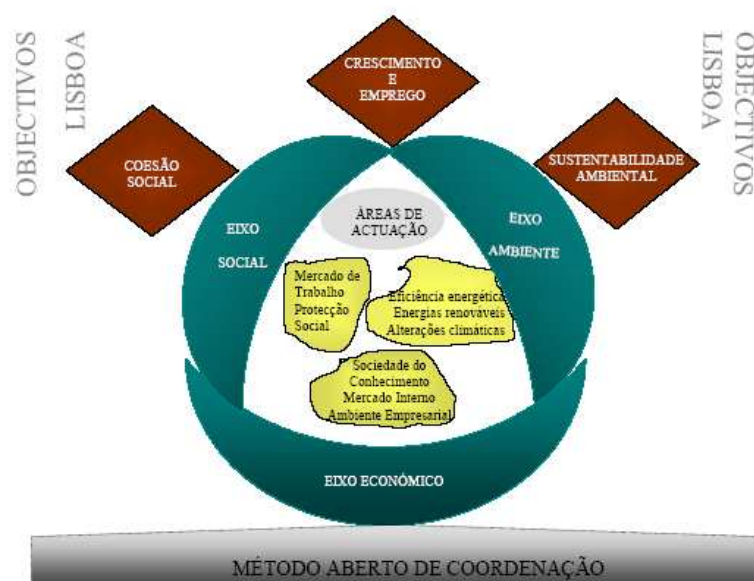 OBJECTIVOS
LISBOA
CRESCIMENTO
E
EMPREGO
OBJECTIVOS
LISBOA
COESÃO
SOCIAL
SUSTENTABILIDADE
AMBIENTAL
EIXO
SOCIAL
ÁREAS DE
ACTUAÇÃO
EIXO
AMBIENTE
Mercado de
Trabalho
Protecção
Social
Eficiência energética
Energias renováveis
Alterações climáticas
Sociedade do
Conhecimento
Mercado Interno
Ambiente Empresarial
EIXO ECONÓMICO
MÉTODO ABERTO DE COORDENAÇÃO